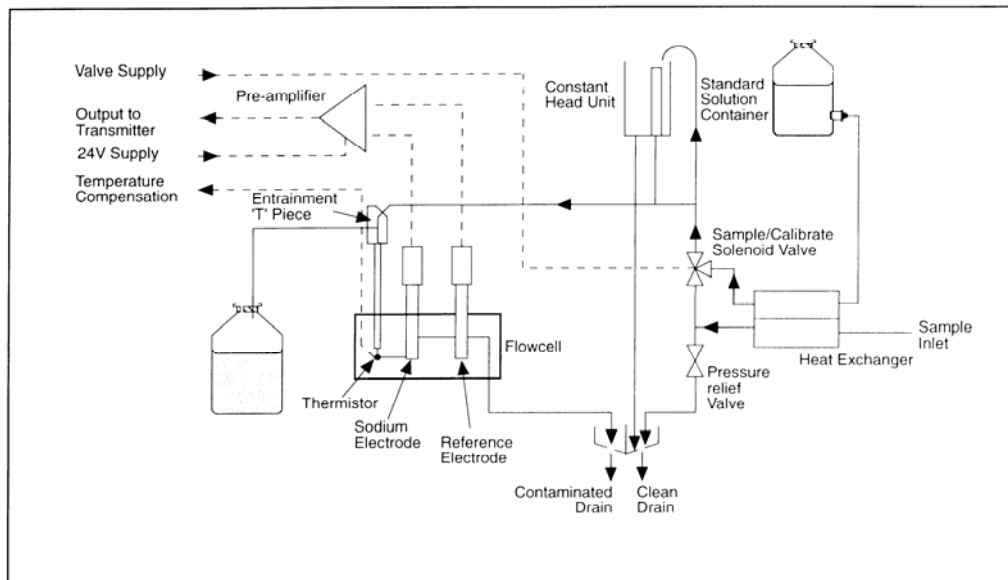 Valve Supply
Pre-amplifier
Output to
Transmitter
24V Supply
Temperature
Compensation
Entrainment
'T' Piece
Constant
Head Unit
Standard
Solution
Container
Sample/Calibrate
Solenoid Valve
Sample
Inlet
Heat Exchanger
Pressure
relief
Valve
Flowcell
Thermistor
Sodium
Electrode
Reference
Electrode
Contaminated
Drain
Clean
Drain